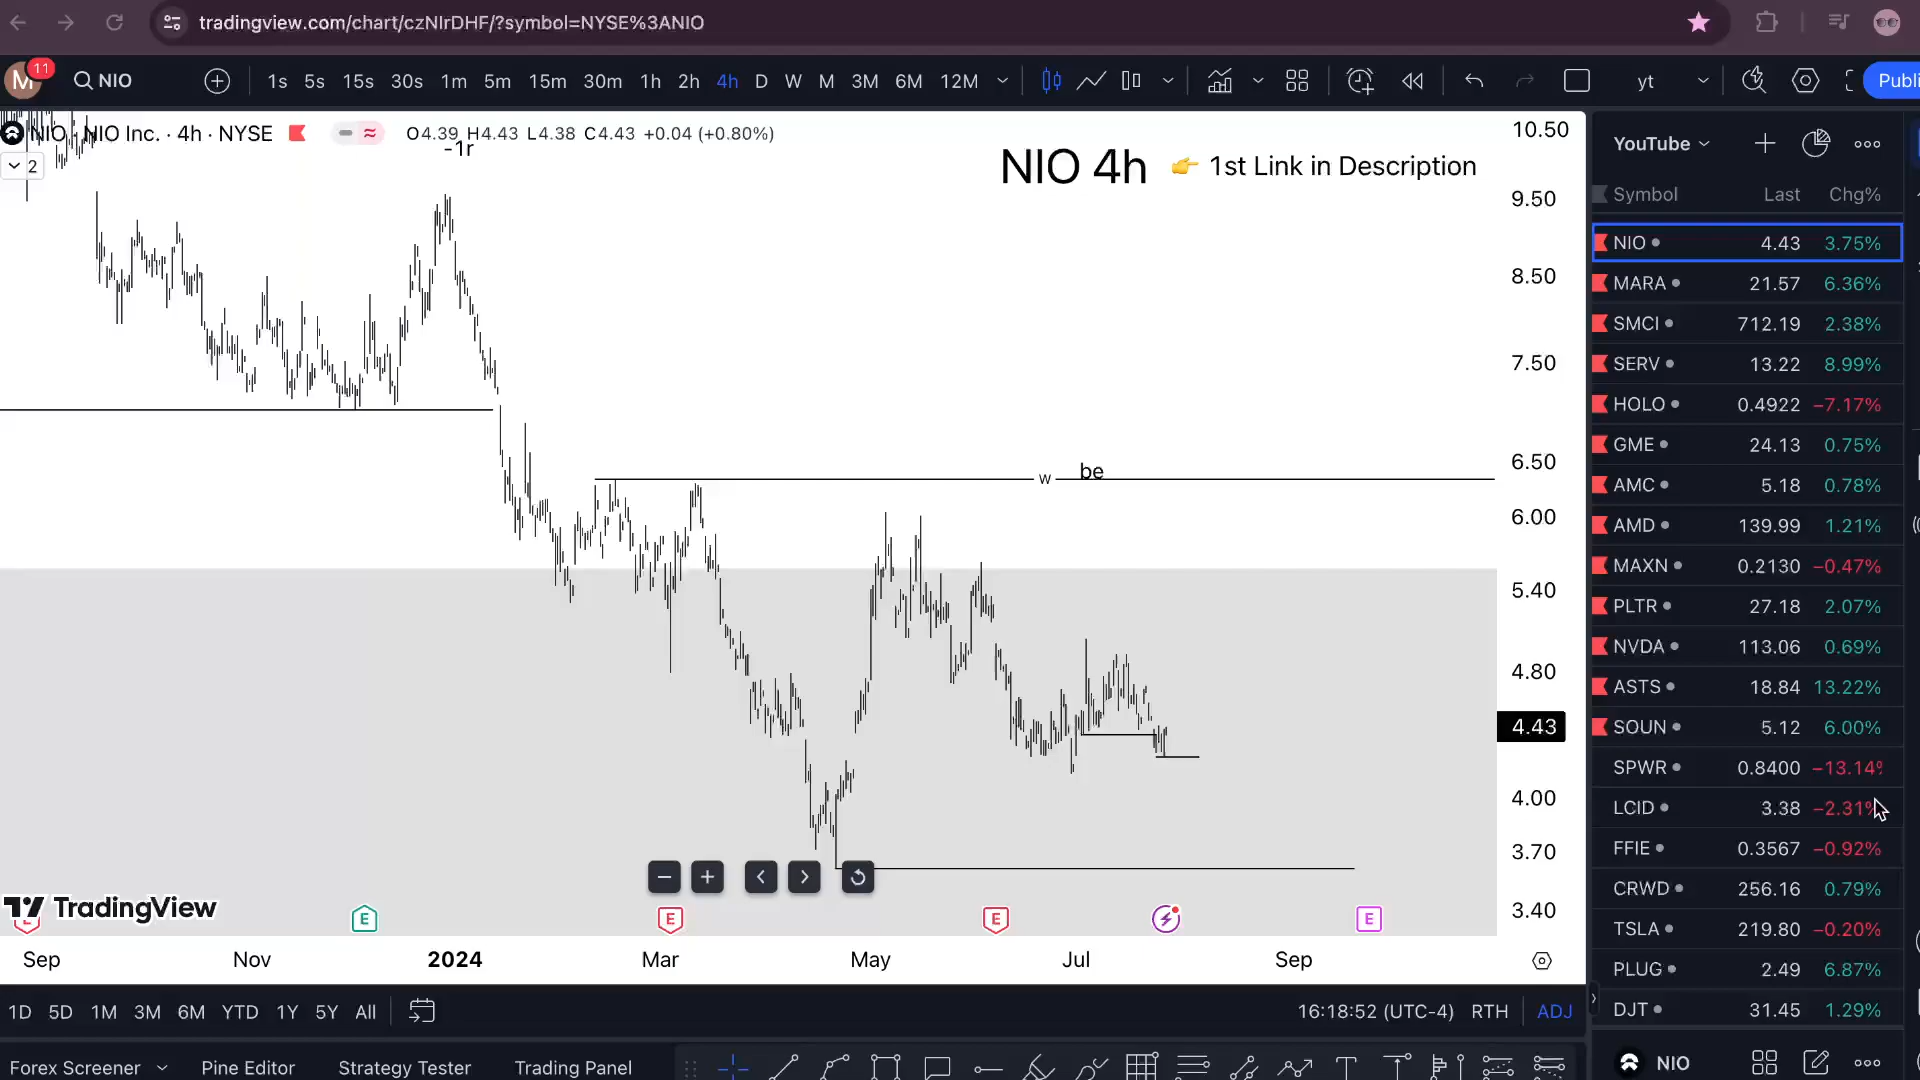 tradingview.com/chart/czNlrDHF/?symbol=NYSE%3ANIO
M 11 NIO 1s 5s 15s 30s 1m 5m 15m 30m 1h 2h 4h D W M 3M 6M 12M yt Publi
NIO · NIO Inc. · 4h · NYSE O4.39 H4.43 L4.38 C4.43 +0.04 (+0.80%)
-1r
2
NIO 4h 👉 1st Link in Description
w be
10.50
9.50
8.50
7.50
6.50
6.00
5.40
4.80
4.43
4.00
3.70
3.40
TradingView
E E E E E
Sep Nov 2024 Mar May Jul Sep
1D 5D 1M 3M 6M YTD 1Y 5Y All 16:18:52 (UTC-4) RTH ADJ
Forex Screener Pine Editor Strategy Tester Trading Panel
YouTube
Symbol Last Chg%
NIO 4.43 3.75%
MARA 21.57 6.36%
SMCI 712.19 2.38%
SERV 13.22 8.99%
HOLO 0.4922 −7.17%
GME 24.13 0.75%
AMC 5.18 0.78%
AMD 139.99 1.21%
MAXN 0.2130 −0.47%
PLTR 27.18 2.07%
NVDA 113.06 0.69%
ASTS 18.84 13.22%
SOUN 5.12 6.00%
SPWR 0.8400 −13.14%
LCID 3.38 −2.31%
FFIE 0.3567 −0.92%
CRWD 256.16 0.79%
TSLA 219.80 −0.20%
PLUG 2.49 6.87%
DJT 31.45 1.29%
NIO